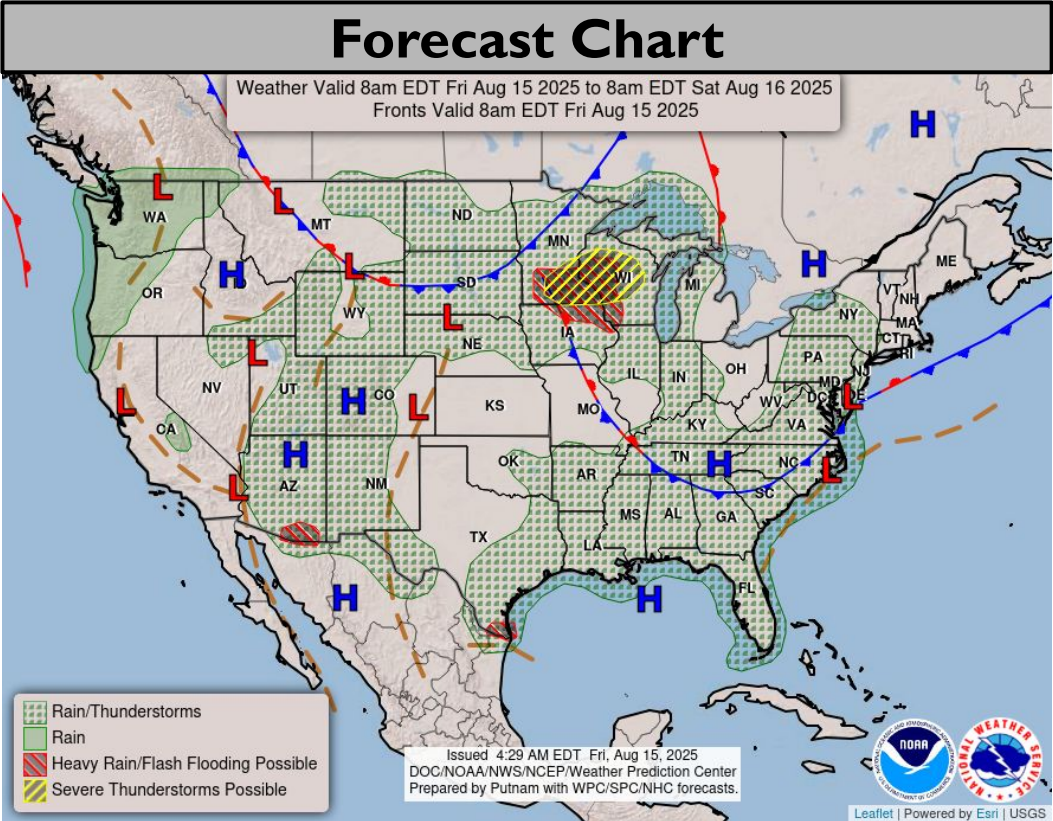 Forecast Chart
Weather Valid 8am EDT Fri Aug 15 2025 to 8am EDT Sat Aug 16 2025
Fronts Valid 8am EDT Fri Aug 15 2025
H
L
WA
L
MT
ND
MN
ME
H
H
ID
L
SD
WI
MI
VT
NH
OR
WY
L
NE
IA
NY
MA
CT
RI
L
NV
UT
H
CO
IL
IN
OH
PA
NJ
MD
DE
DC
L
L
CA
L
KS
MO
KY
WV
VA
H
AZ
NM
OK
AR
TN
H
NC
L
L
TX
LA
MS
AL
GA
SC
H
H
FL
Rain/Thunderstorms
Rain
Heavy Rain/Flash Flooding Possible
Severe Thunderstorms Possible
Issued 4:29 AM EDT Fri, Aug 15, 2025
DOC/NOAA/NWS/NCEP/Weather Prediction Center
Prepared by Putnam with WPC/SPC/NHC forecasts.
NOAA
NATIONAL WEATHER SERVICE
Leaflet | Powered by Esri | USGS